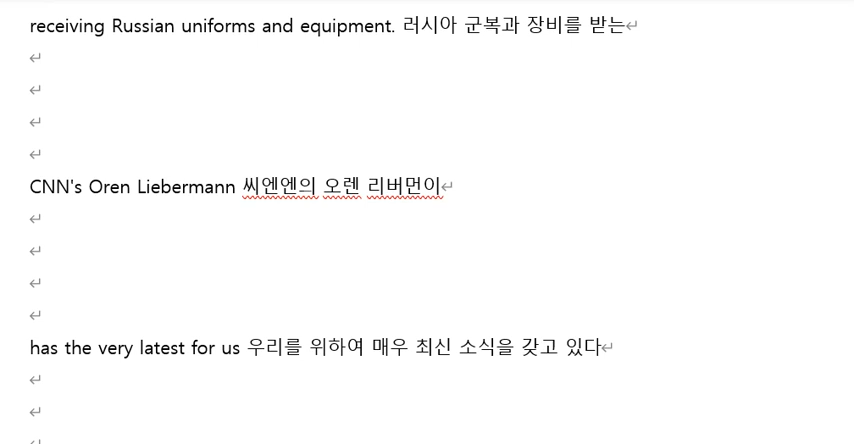 receiving Russian uniforms and equipment. 러시아 군복과 장비를 받는
CNN's Oren Liebermann 씨엔엔의 오렌 리버먼이
has the very latest for us 우리를 위하여 매우 최신 소식을 갖고 있다